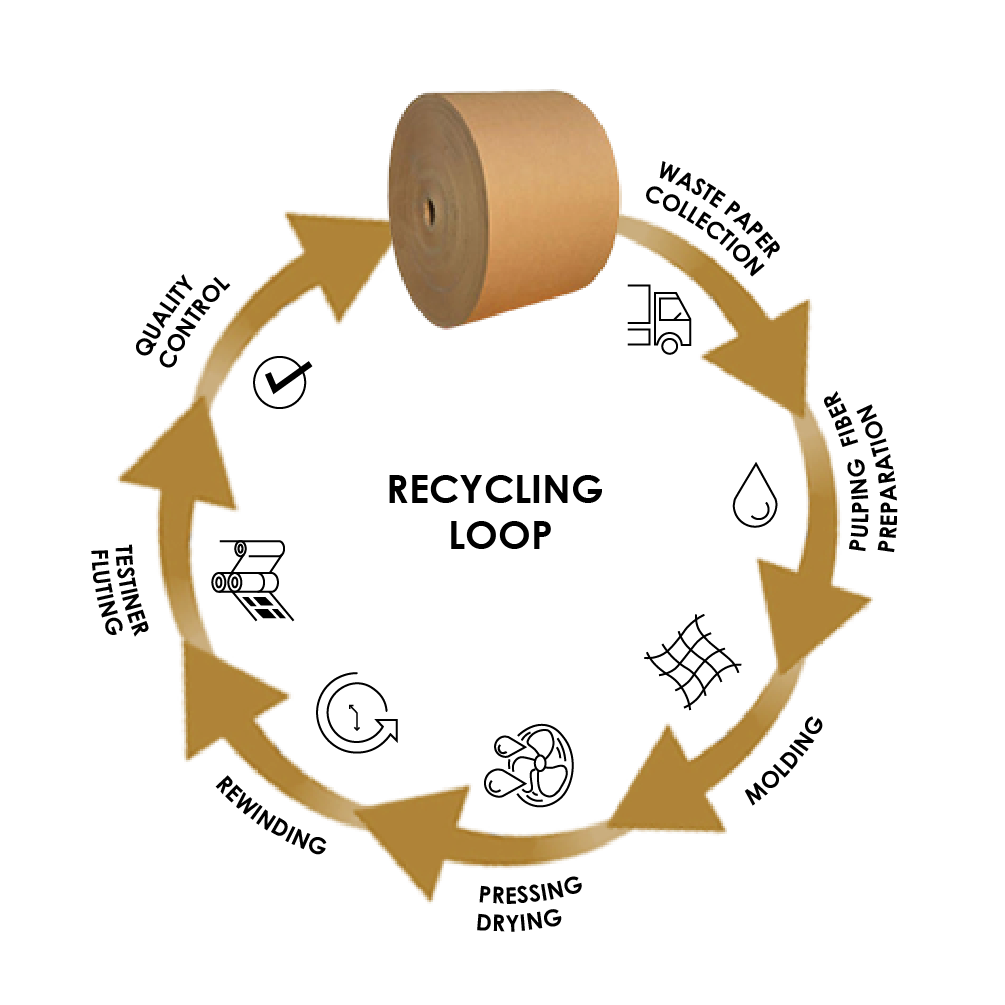 RECYCLING
LOOP
WASTE PAPER
COLLECTION
PULPING FIBER
PREPARATION
MOLDING
PRESSING
DRYING
REWINDING
TESTINER
FLUTING
QUALITY
CONTROL